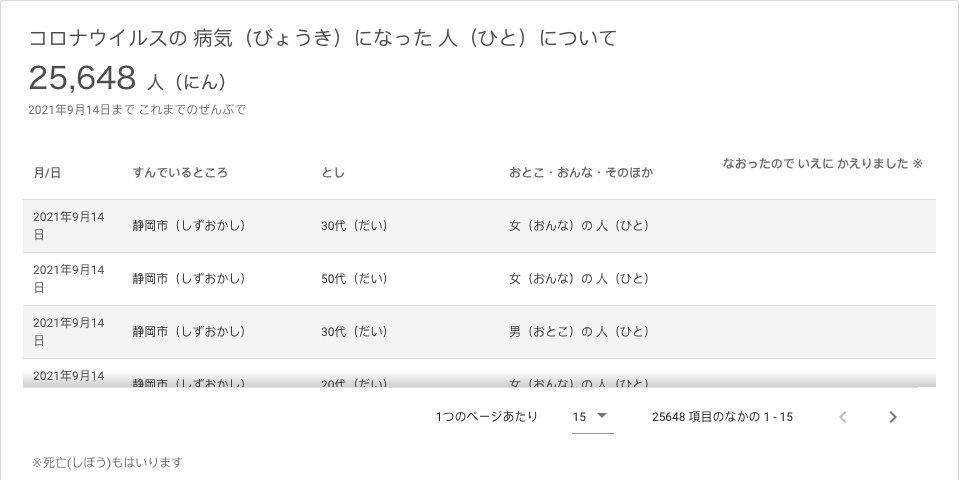 コロナウイルスの 病気（びょうき）になった 人（ひと）について
25,648 人（にん）
2021年9月14日まで これまでのぜんぶで
月/日 すんでいるところ とし おとこ・おんな・そのほか なおったので いえに かえりました ※
2021年9月14
日
静岡市（しずおかし） 30代（だい） 女（おんな）の 人（ひと）
2021年9月14
日
静岡市（しずおかし） 50代（だい） 女（おんな）の 人（ひと）
2021年9月14
日
静岡市（しずおかし） 30代（だい） 男（おとこ）の 人（ひと）
2021年9月14
静岡市（しずおかし） 20代（だい） 女（おんな）の 人（ひと）
1つのページあたり 15 25648 項目のなかの 1 - 15
※死亡(しぼう)もはいります